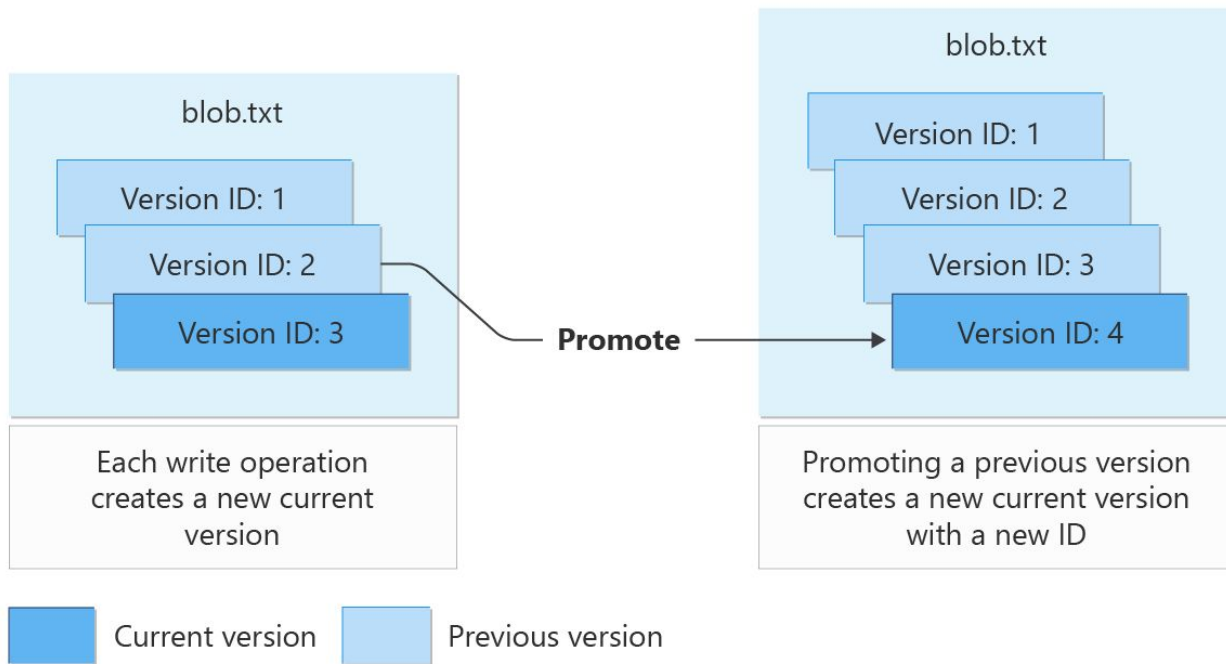 blob.txt
Version ID: 1
Version ID: 2
Version ID: 3
Each write operation
creates a new current
version
Promote
blob.txt
Version ID: 1
Version ID: 2
Version ID: 3
Version ID: 4
Promoting a previous version
creates a new current version
with a new ID
Current version
Previous version